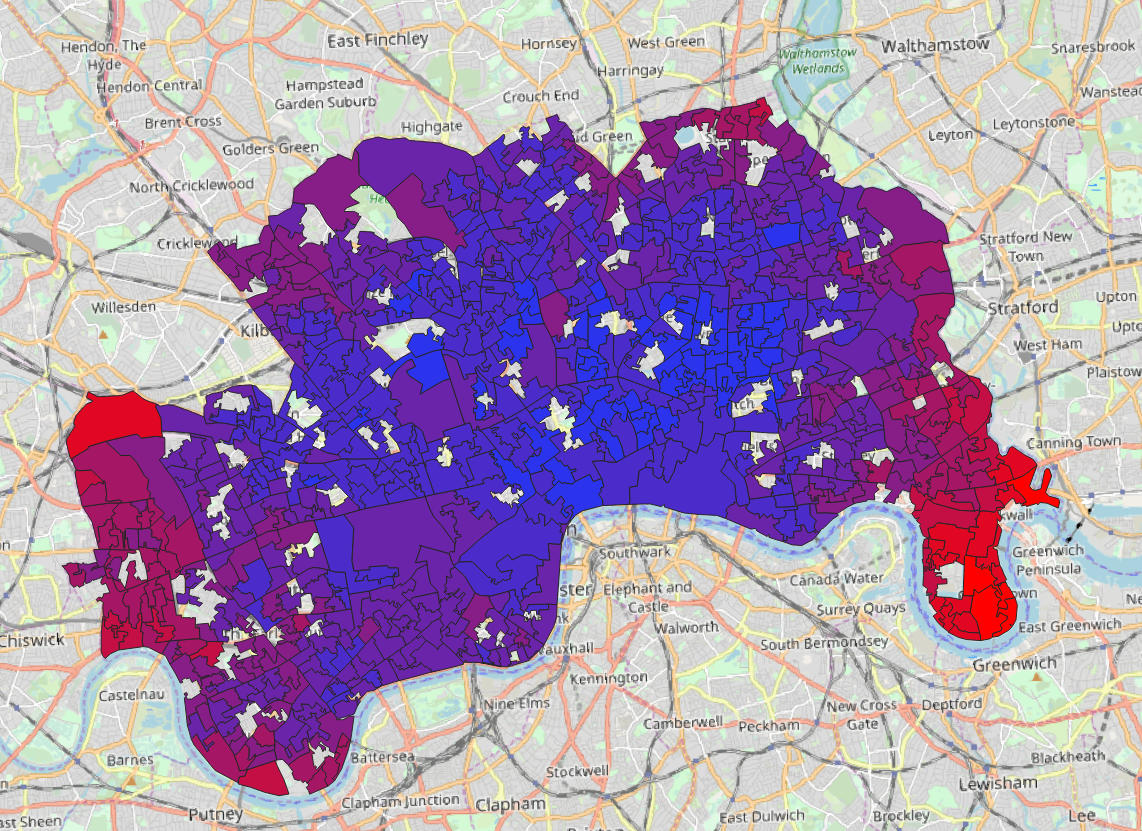 Hendon, The
Hyde
East Finchley
Hornsey
West Green
Walthamstow
Snaresbrook
Walthamstow
Wetlands
Harringay
Hendon Central
Hampstead
Garden Suburb
Crouch End
Wanstea
Brent Cross
Highgate
Leyton
Leytonstone
Golders Green
North Cricklewood
Cricklewood
Stratford New
Town
Willesden
Stratford
Upton
Kilb
West Ham
Plaistow
Canning Town
Southwark
Greenwich
Peninsula
Elephant and
Castle
Canada Water
Surrey Quays
Walworth
East Greenwich
Chiswick
South Bermondsey
Greenwich
Kennington
Castelnau
Nine Elms
New Cross
Gate
Deptford
Camberwell
Peckham
Barnes
Battersea
Blackheath
Stockwell
Lewisham
Putney
Clapham Junction
Clapham
East Dulwich
Brockley
Lee
ast Sheen